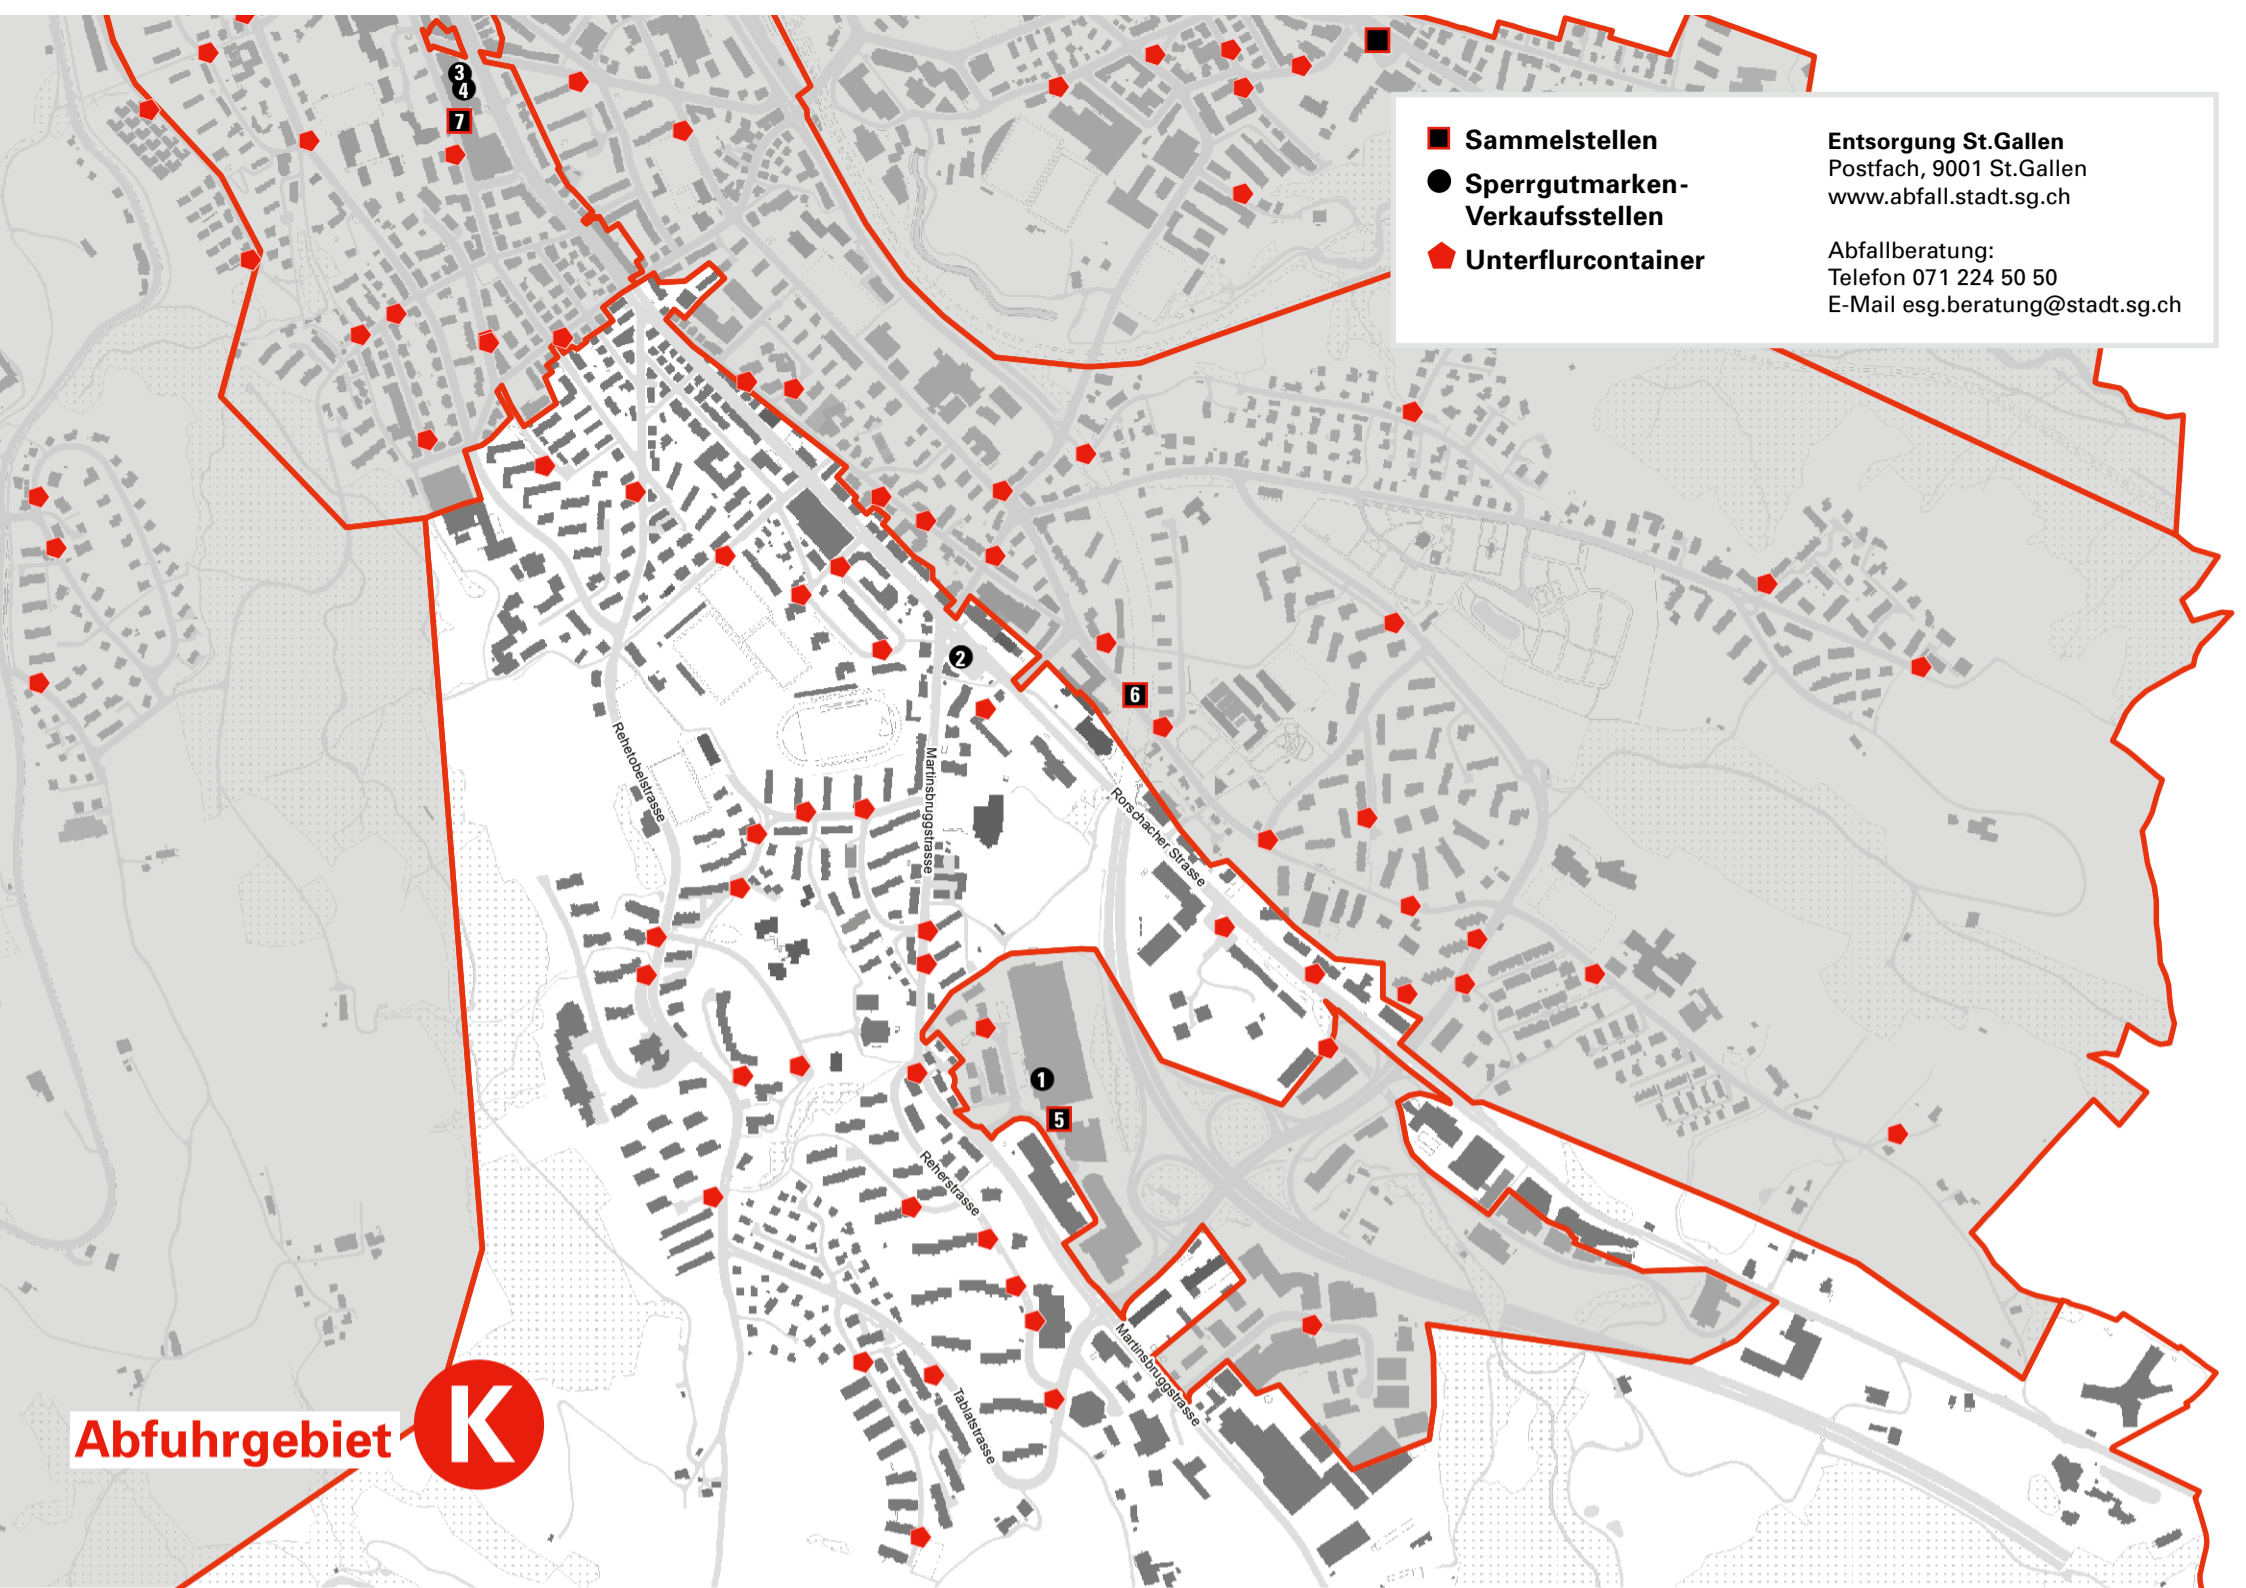 3
4
7
Sammelstellen
Sperrgutmarken-
Verkaufsstellen
Unterflurcontainer
Entsorgung St.Gallen
Postfach, 9001 St.Gallen
www.abfall.stadt.sg.ch
Abfallberatung:
Telefon 071 224 50 50
E-Mail esg.beratung@stadt.sg.ch
2
6
Rehetobelstrasse
Martinsbruggstrasse
Rorschacher Strasse
1
5
Reherstrasse
Martinsbruggstrasse
Tablatstrasse
Abfuhrgebiet K